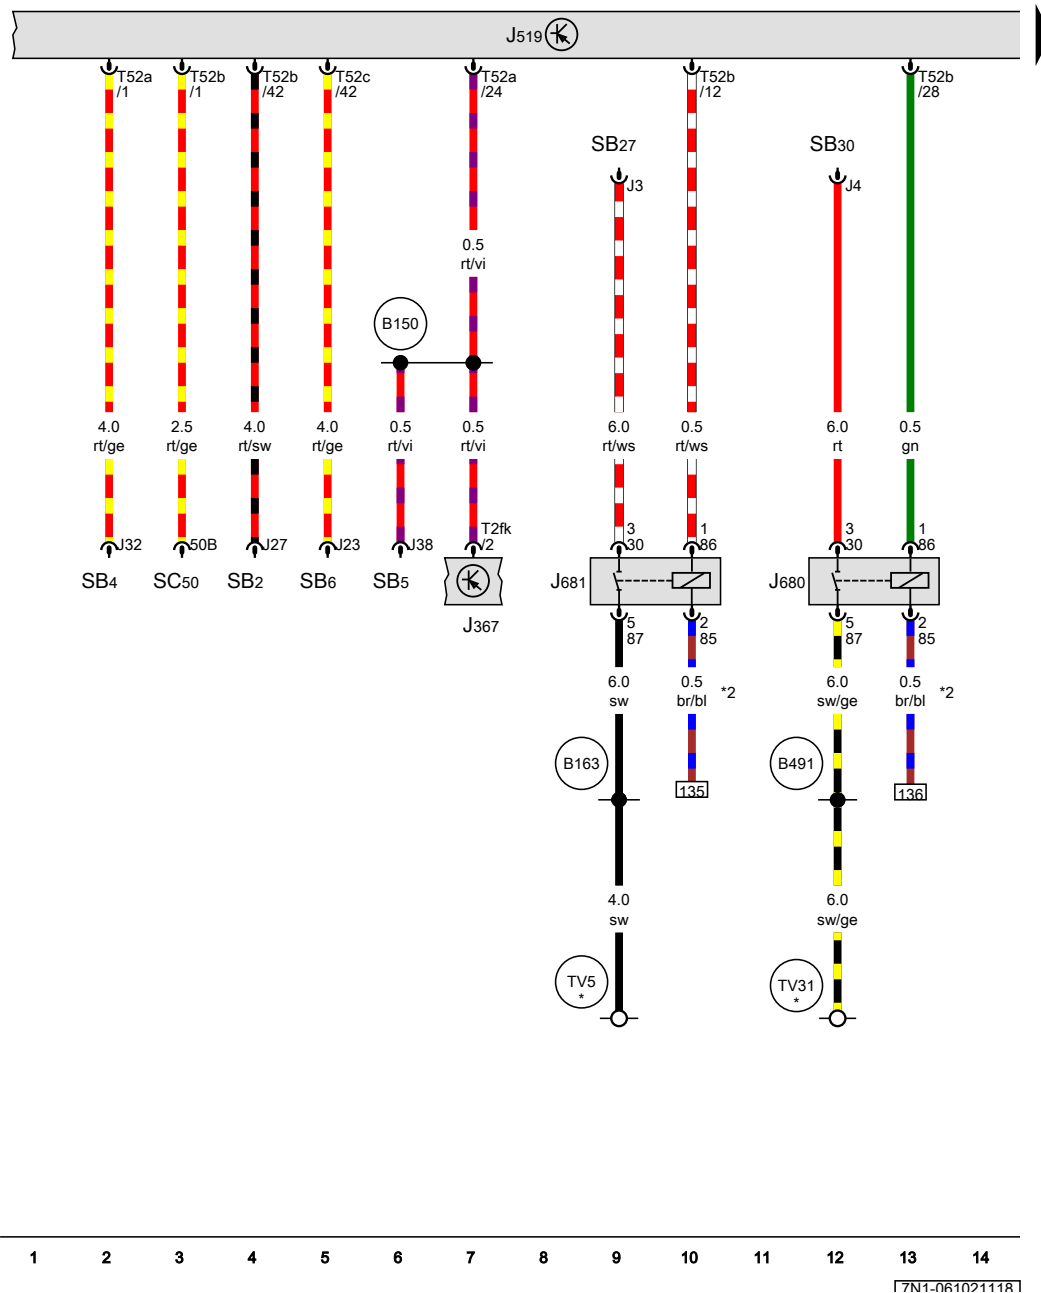 J519
T52a
/1
T52b
/1
T52b
/42
T52c
/42
T52a
/24
T52b
/12
T52b
/28
SB27
J3
SB30
J4
0.5
rt/vi
B150
4.0
rt/ge
2.5
rt/ge
4.0
rt/sw
4.0
rt/ge
0.5
rt/vi
0.5
rt/vi
6.0
rt/ws
0.5
rt/ws
6.0
rt
0.5
gn
J32
50B
J27
J23
J38
T2fk
/2
3
30
1
86
3
30
1
86
SB4
SC50
SB2
SB6
SB5
J367
J681
J680
5
87
2
85
5
87
2
85
6.0
sw
0.5
br/bl
*2
6.0
sw/ge
0.5
br/bl
*2
B163
135
B491
136
4.0
sw
6.0
sw/ge
TV5
*
TV31
*
1 2 3 4 5 6 7 8 9 10 11 12 13 14
7N1-061021118